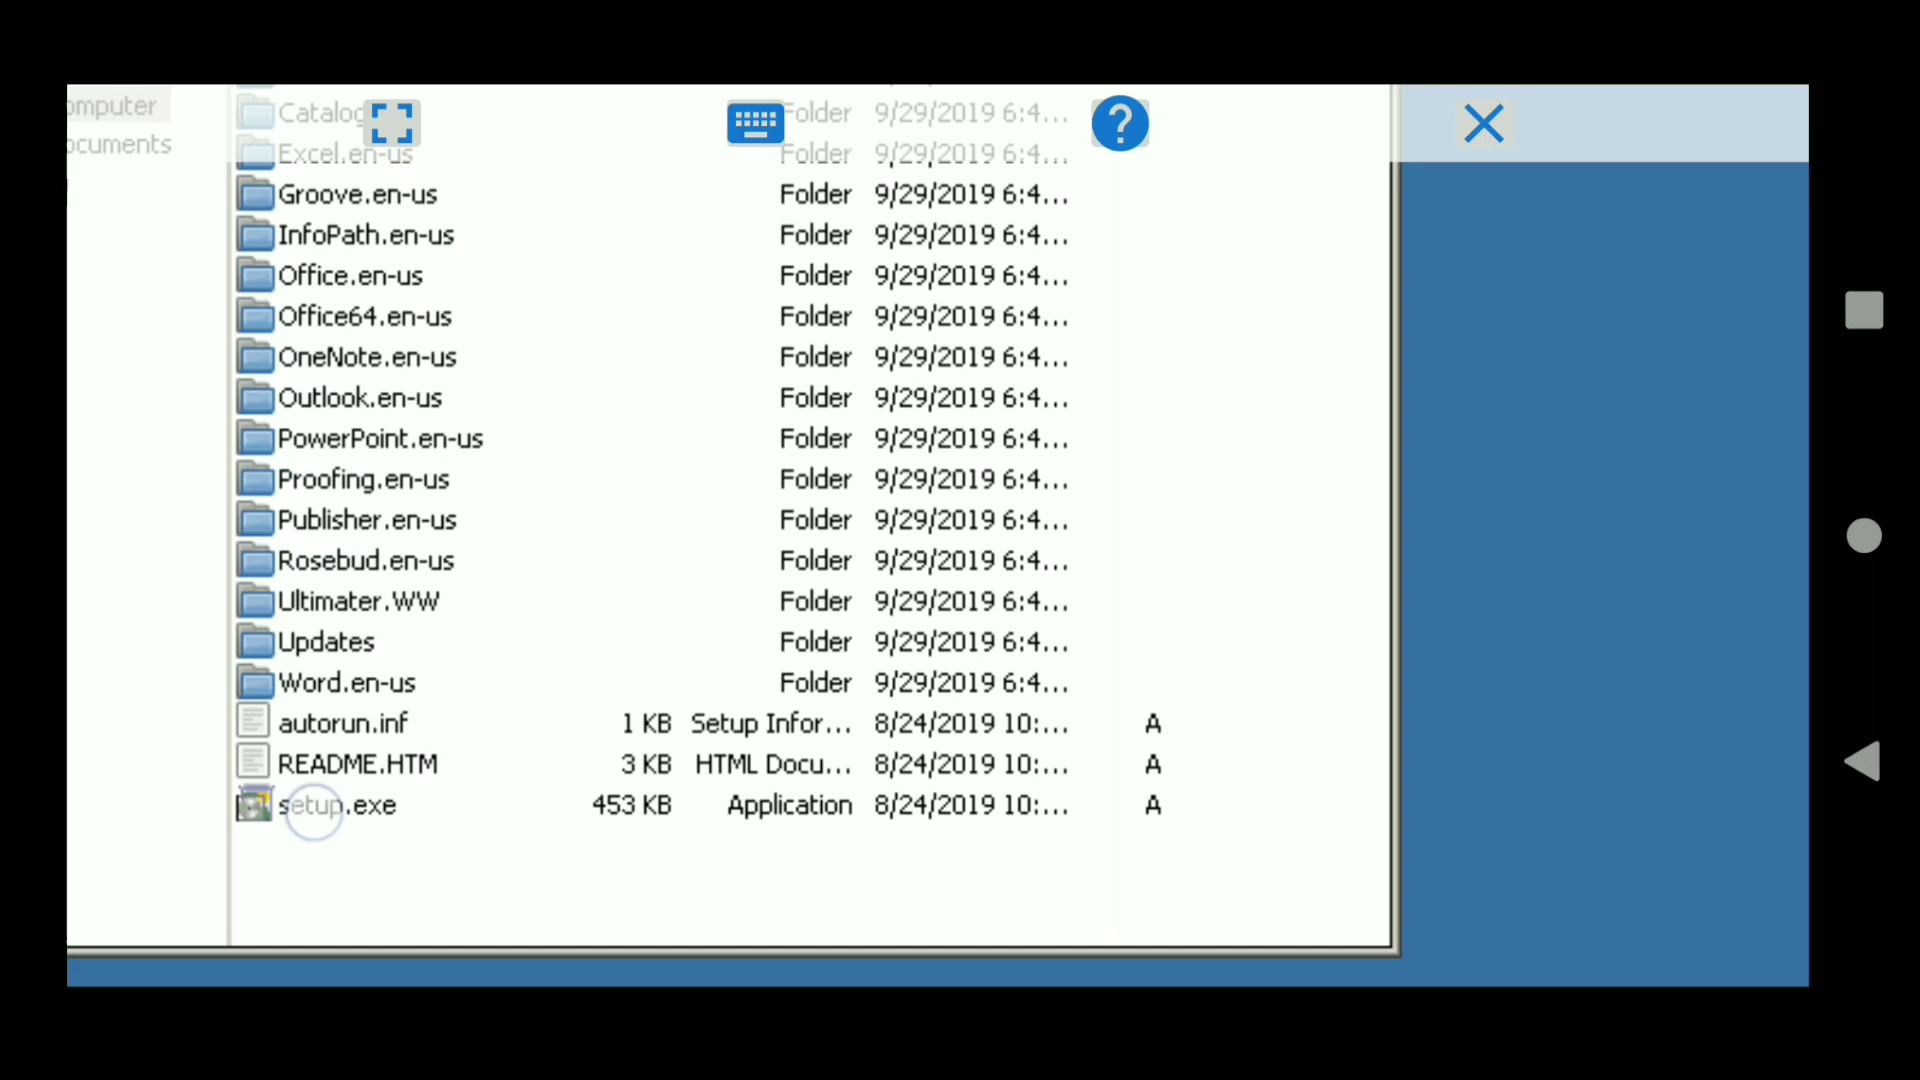 omputer
ocuments
Catalog Folder 9/29/2019 6:4...
Excel.en-us Folder 9/29/2019 6:4...
Groove.en-us Folder 9/29/2019 6:4...
InfoPath.en-us Folder 9/29/2019 6:4...
Office.en-us Folder 9/29/2019 6:4...
Office64.en-us Folder 9/29/2019 6:4...
OneNote.en-us Folder 9/29/2019 6:4...
Outlook.en-us Folder 9/29/2019 6:4...
PowerPoint.en-us Folder 9/29/2019 6:4...
Proofing.en-us Folder 9/29/2019 6:4...
Publisher.en-us Folder 9/29/2019 6:4...
Rosebud.en-us Folder 9/29/2019 6:4...
Ultimater.WW Folder 9/29/2019 6:4...
Updates Folder 9/29/2019 6:4...
Word.en-us Folder 9/29/2019 6:4...
autorun.inf 1 KB Setup Infor... 8/24/2019 10:... A
README.HTM 3 KB HTML Docu... 8/24/2019 10:... A
setup.exe 453 KB Application 8/24/2019 10:... A